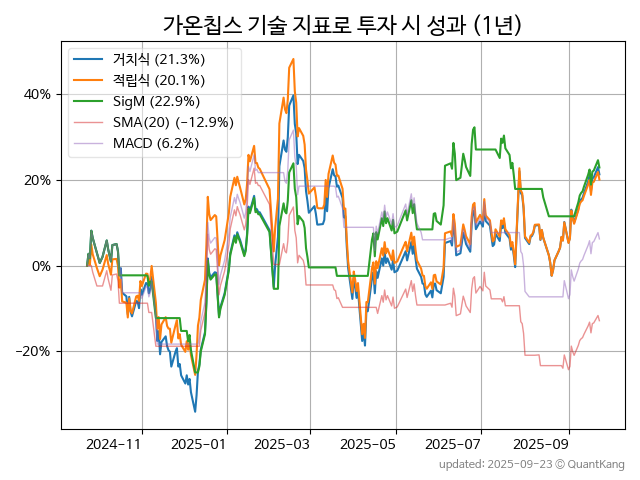 가온칩스 기술 지표로 투자 시 성과 (1년)
거치식 (21.3%)
적립식 (20.1%)
SigM (22.9%)
SMA(20) (-12.9%)
MACD (6.2%)
40%
20%
0%
-20%
2024-11 2025-01 2025-03 2025-05 2025-07 2025-09
updated: 2025-09-23 © QuantKang